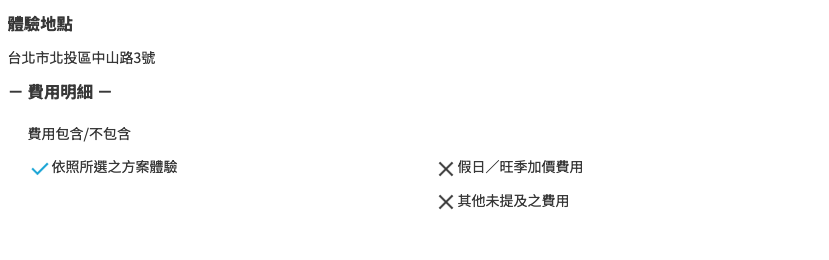 體驗地點
台北市北投區中山路3號
— 費用明細 —
費用包含/不包含
依照所選之方案體驗
假日／旺季加價費用
其他未提及之費用